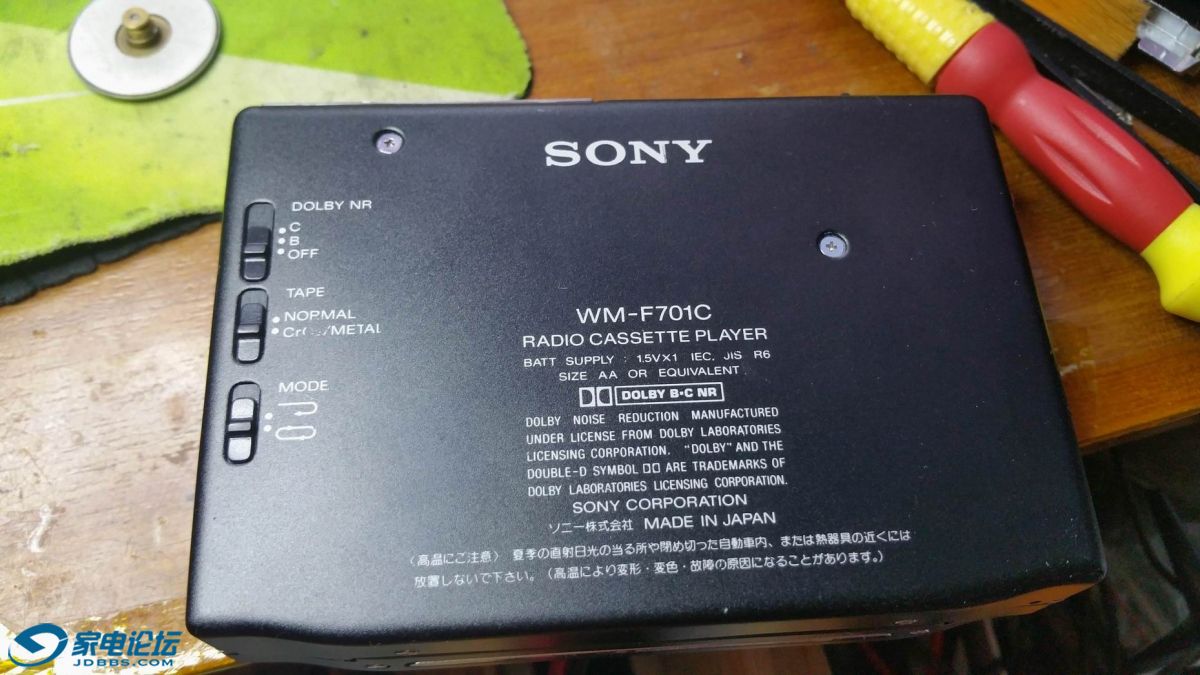 SONY
DOLBY NR
C
B
OFF
TAPE
NORMAL
MODE
WM-F701C
RADIO CASSETTE PLAYER
BATT SUPPLY : 1.5V×1 IEC, JIS R6
SIZE AA OR EQUIVALENT
DOLBY B·C NR
DOLBY NOISE REDUCTION MANUFACTURED
UNDER LICENSE FROM DOLBY LABORATORIES
LICENSING CORPORATION. "DOLBY" AND THE
DOUBLE-D SYMBOL ARE TRADEMARKS OF
DOLBY LABORATORIES LICENSING CORPORATION.
SONY CORPORATION
ソニー株式会社 MADE IN JAPAN
〈高温にご注意〉 夏季の直射日光の当る所や閉め切った自動車内、または熱器具の近くには
放置しないで下さい。(高温により変形・変色・故障の原因になることがあります。)
家电论坛
JDBBS.COM